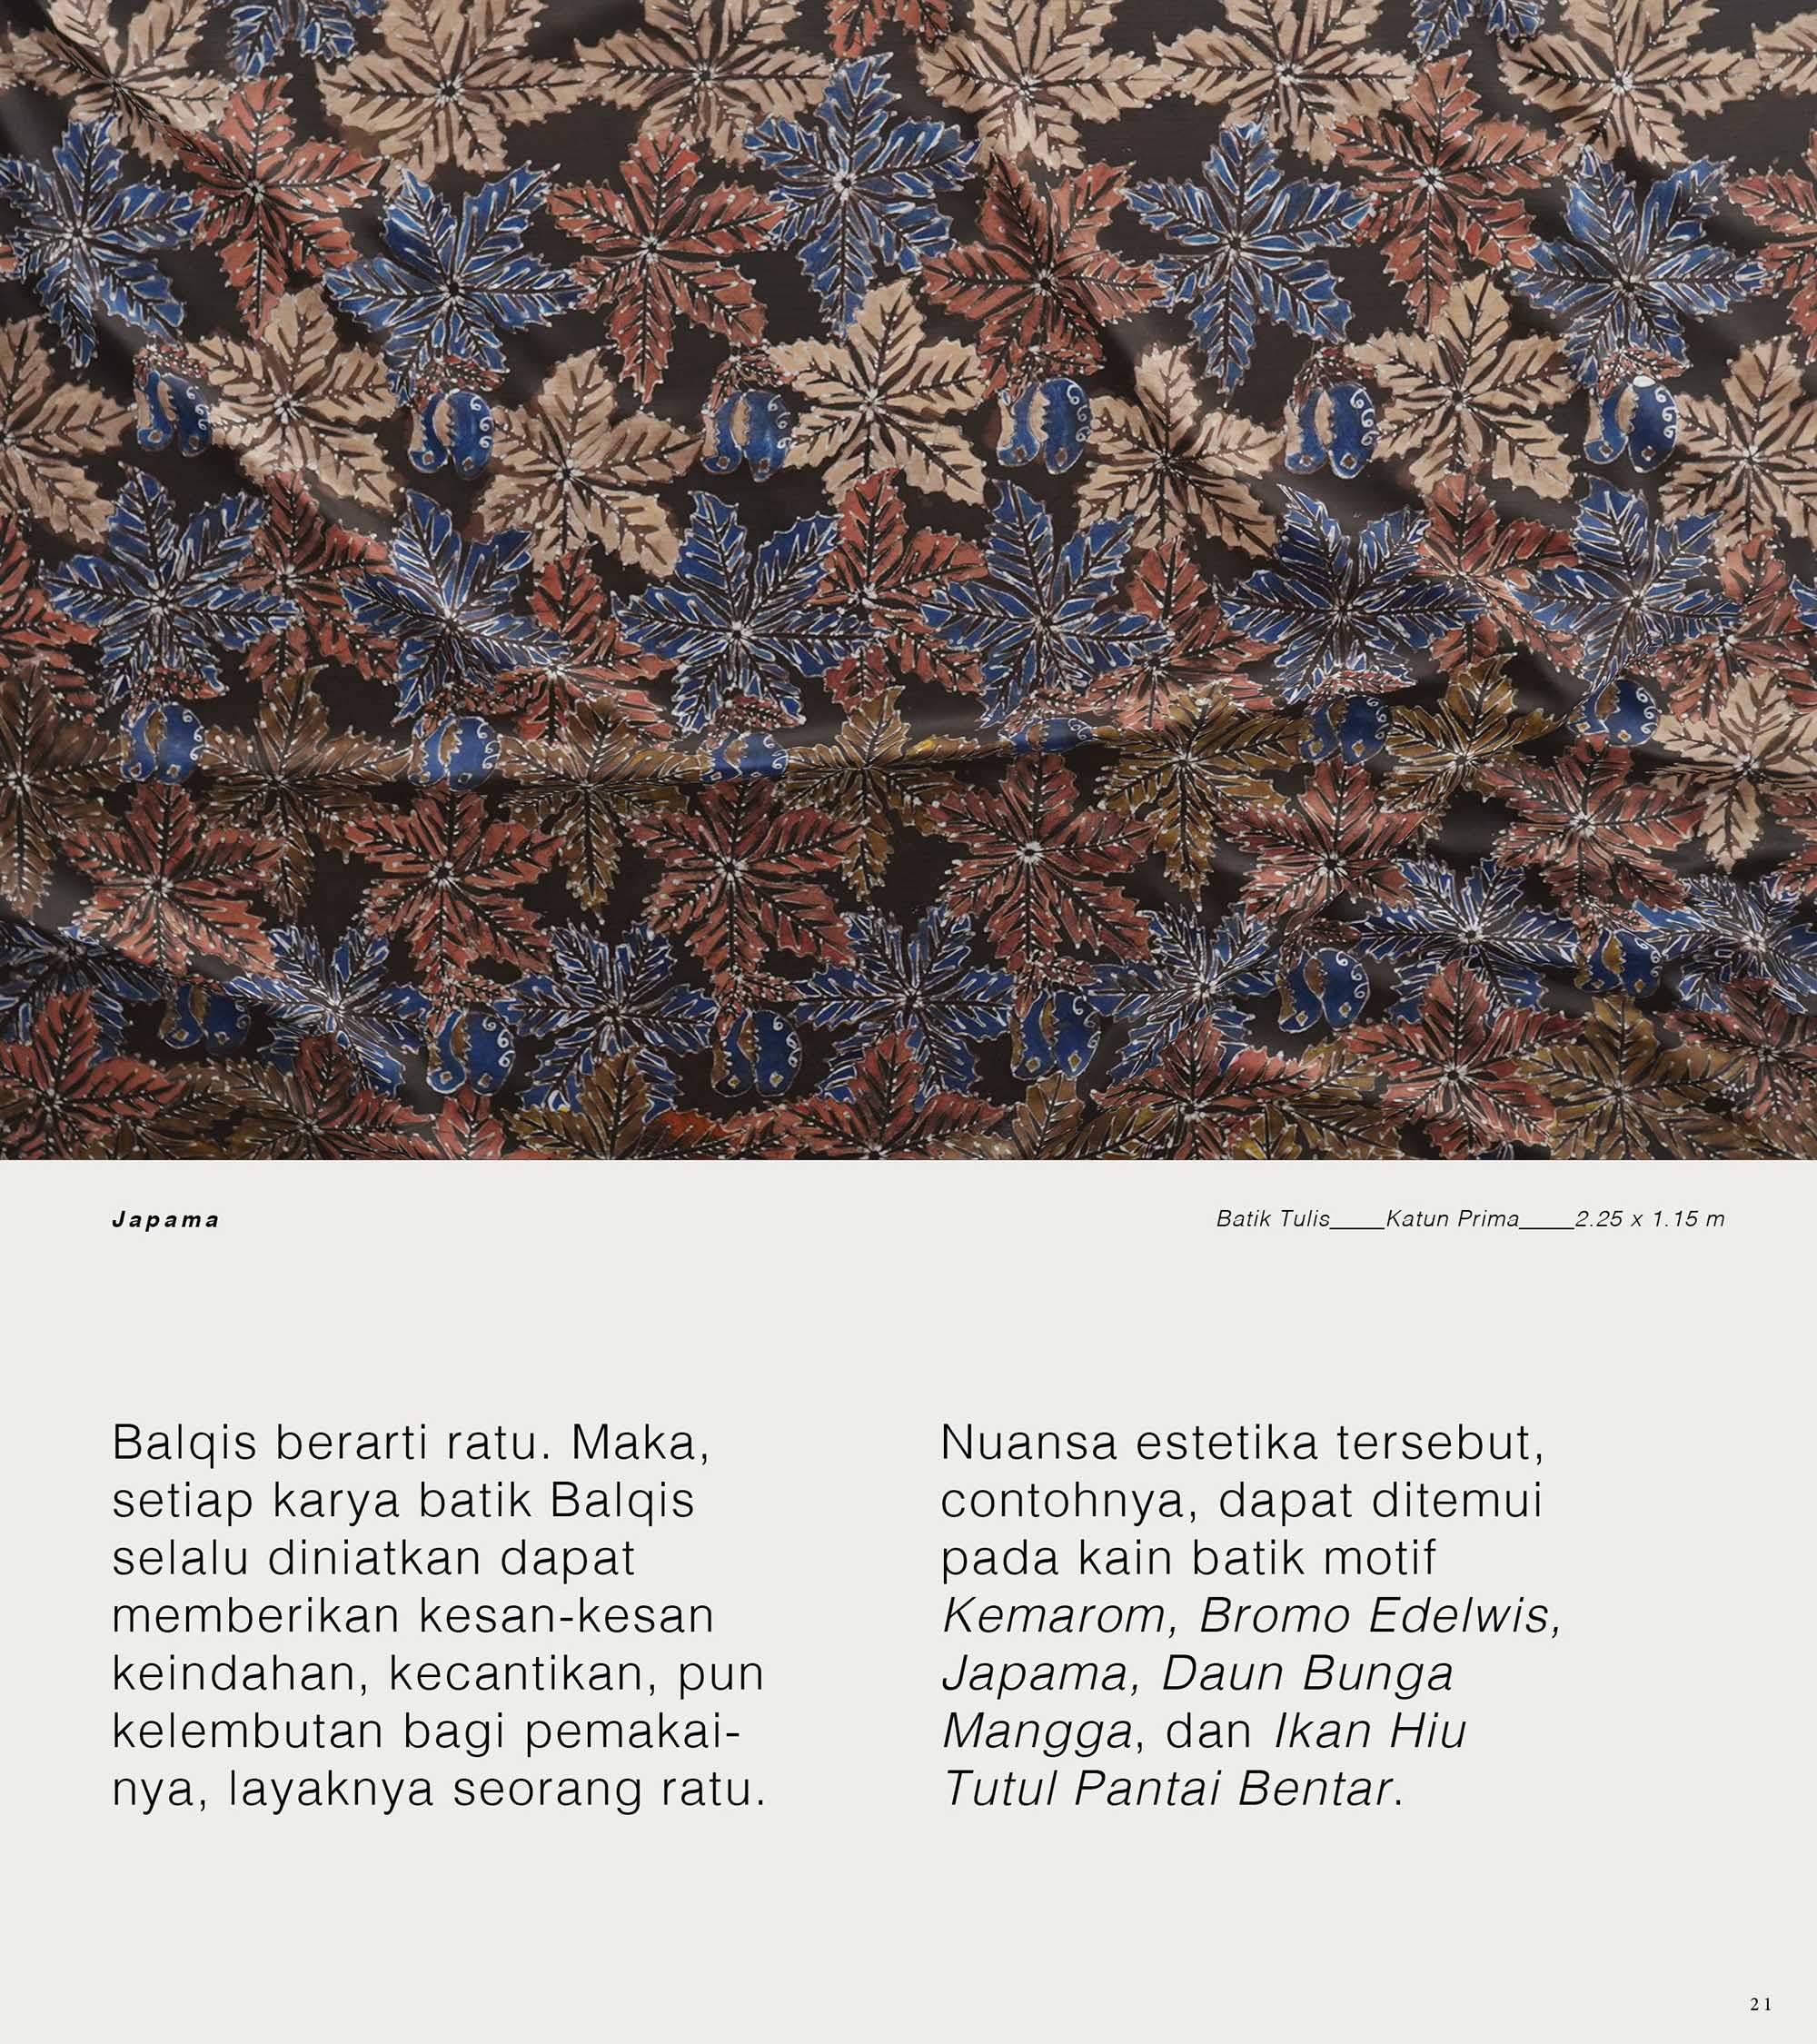 Japama
Batik Tulis____Katun Prima____2.25 x 1.15 m
Balqis berarti ratu. Maka,
setiap karya batik Balqis
selalu diniatkan dapat
memberikan kesan-kesan
keindahan, kecantikan, pun
kelembutan bagi pemakai-
nya, layaknya seorang ratu.
Nuansa estetika tersebut,
contohnya, dapat ditemui
pada kain batik motif
Kemarom, Bromo Edelwis,
Japama, Daun Bunga
Mangga, dan Ikan Hiu
Tutul Pantai Bentar.
21